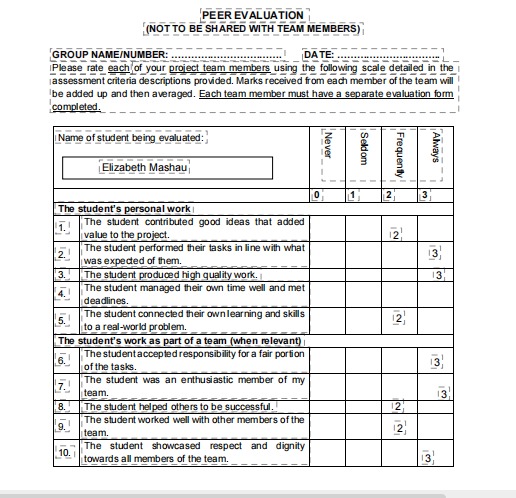 PEER EVALUATION
(NOT TO BE SHARED WITH TEAM MEMBERS)
GROUP NAME/NUMBER: ................................. DATE: ..............................
Please rate each of your project team members using the following scale detailed in the
assessment criteria descriptions provided. Marks received from each member of the team will
be added up and then averaged. Each team member must have a separate evaluation form
completed.
Name of student being evaluated:
Elizabeth Mashau
Never
Seldom
Frequently
Always
0 1 2 3
The student's personal work
1. The student contributed good ideas that added
value to the project. 2
2. The student performed their tasks in line with what
was expected of them. 3
3. The student produced high quality work. 3
4. The student managed their own time well and met
deadlines.
5. The student connected their own learning and skills
to a real-world problem. 2
The student's work as part of a team (when relevant)
6. The student accepted responsibility for a fair portion
of the tasks. 3
7. The student was an enthusiastic member of my
team. 3
8. The student helped others to be successful. 2
9. The student worked well with other members of the
team. 2
10. The student showcased respect and dignity
towards all members of the team. 3